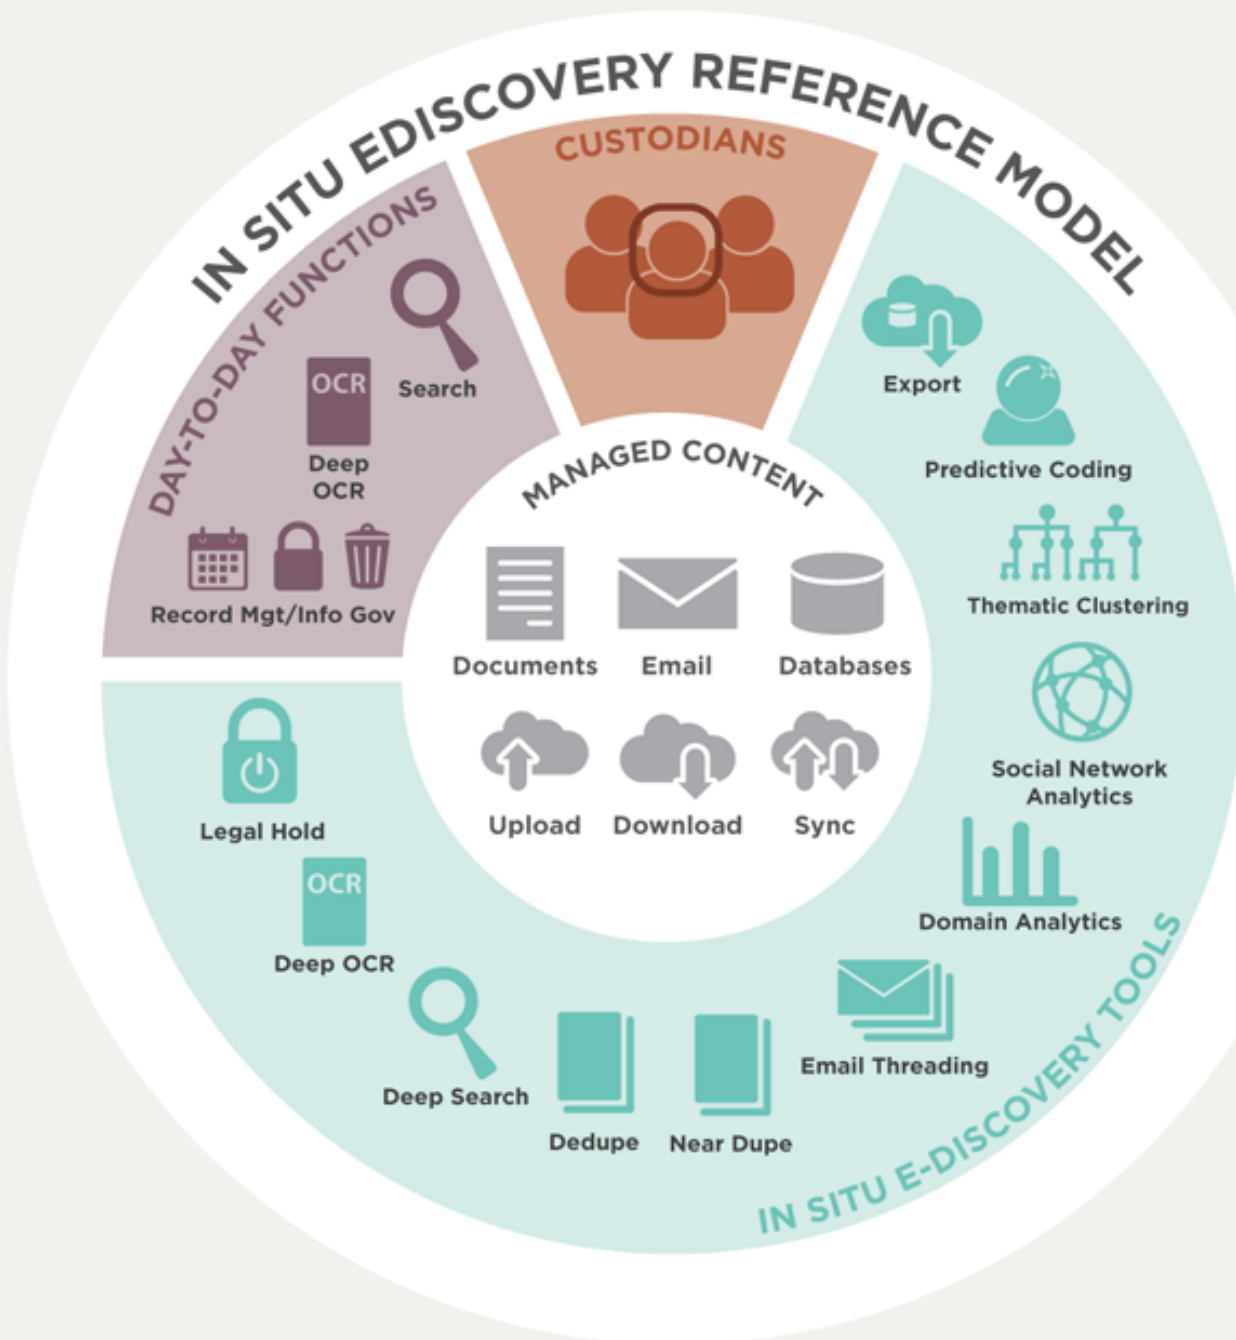 IN SITU EDISCOVERY REFERENCE MODEL
CUSTODIANS
DAY-TO-DAY FUNCTIONS
Search
OCR
Deep
OCR
Record Mgt/Info Gov
MANAGED CONTENT
Documents
Email
Databases
Upload
Download
Sync
Export
Predictive Coding
Thematic Clustering
Social Network
Analytics
Domain Analytics
Email Threading
Near Dupe
Dedupe
Deep Search
OCR
Deep OCR
Legal Hold
IN SITU E-DISCOVERY TOOLS